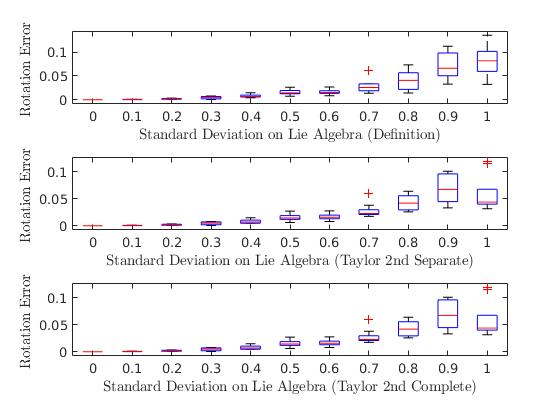 Rotation Error
0.1
0.05
0
0 0.1 0.2 0.3 0.4 0.5 0.6 0.7 0.8 0.9 1
Standard Deviation on Lie Algebra (Definition)
Rotation Error
0.1
0.05
0
0 0.1 0.2 0.3 0.4 0.5 0.6 0.7 0.8 0.9 1
Standard Deviation on Lie Algebra (Taylor 2nd Separate)
Rotation Error
0.1
0.05
0
0 0.1 0.2 0.3 0.4 0.5 0.6 0.7 0.8 0.9 1
Standard Deviation on Lie Algebra (Taylor 2nd Complete)